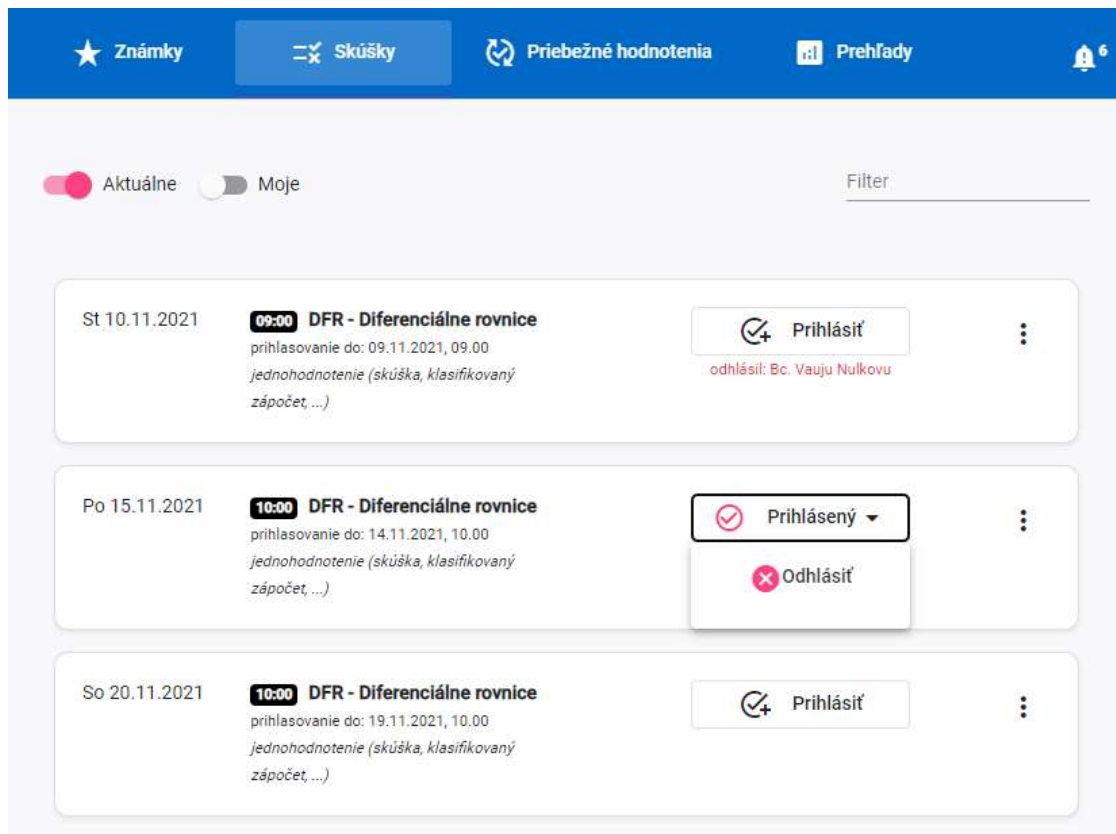 Známky
Skúšky
Priebežné hodnotenia
Prehľady
6
Aktuálne
Moje
Filter
St 10.11.2021
09:00 DFR - Diferenciálne rovnice
prihlasovanie do: 09.11.2021, 09.00
jednohodnotenie (skúška, klasifikovaný
zápočet, ...)
Prihlásiť
odhlásil: Bc. Vauju Nulkovu
Po 15.11.2021
10:00 DFR - Diferenciálne rovnice
prihlasovanie do: 14.11.2021, 10.00
jednohodnotenie (skúška, klasifikovaný
zápočet, ...)
Prihlásený
Odhlásiť
So 20.11.2021
10:00 DFR - Diferenciálne rovnice
prihlasovanie do: 19.11.2021, 10.00
jednohodnotenie (skúška, klasifikovaný
zápočet, ...)
Prihlásiť